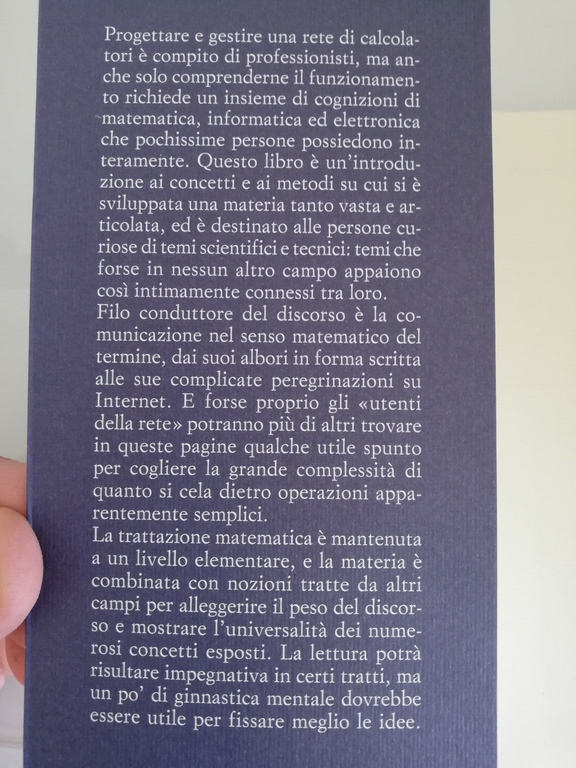 Progettare e gestire una rete di calcola-
tori è compito di professionisti, ma an-
che solo comprenderne il funzionamen-
to richiede un insieme di cognizioni di
matematica, informatica ed elettronica
che pochissime persone possiedono in-
teramente. Questo libro è un'introdu-
zione ai concetti e ai metodi su cui si è
sviluppata una materia tanto vasta e ar-
ticolata, ed è destinato alle persone cu-
riose di temi scientifici e tecnici: temi che
forse in nessun altro campo appaiono
così intimamente connessi tra loro.
Filo conduttore del discorso è la co-
municazione nel senso matematico del
termine, dai suoi albori in forma scritta
alle sue complicate peregrinazioni su
Internet. E forse proprio gli «utenti
della rete» potranno più di altri trovare
in queste pagine qualche utile spunto
per cogliere la grande complessità di
quanto si cela dietro operazioni appa-
rentemente semplici.
La trattazione matematica è mantenuta
a un livello elementare, e la materia è
combinata con nozioni tratte da altri
campi per alleggerire il peso del discor-
so e mostrare l'universalità dei nume-
rosi concetti esposti. La lettura potrà
risultare impegnativa in certi tratti, ma
un po' di ginnastica mentale dovrebbe
essere utile per fissare meglio le idee.